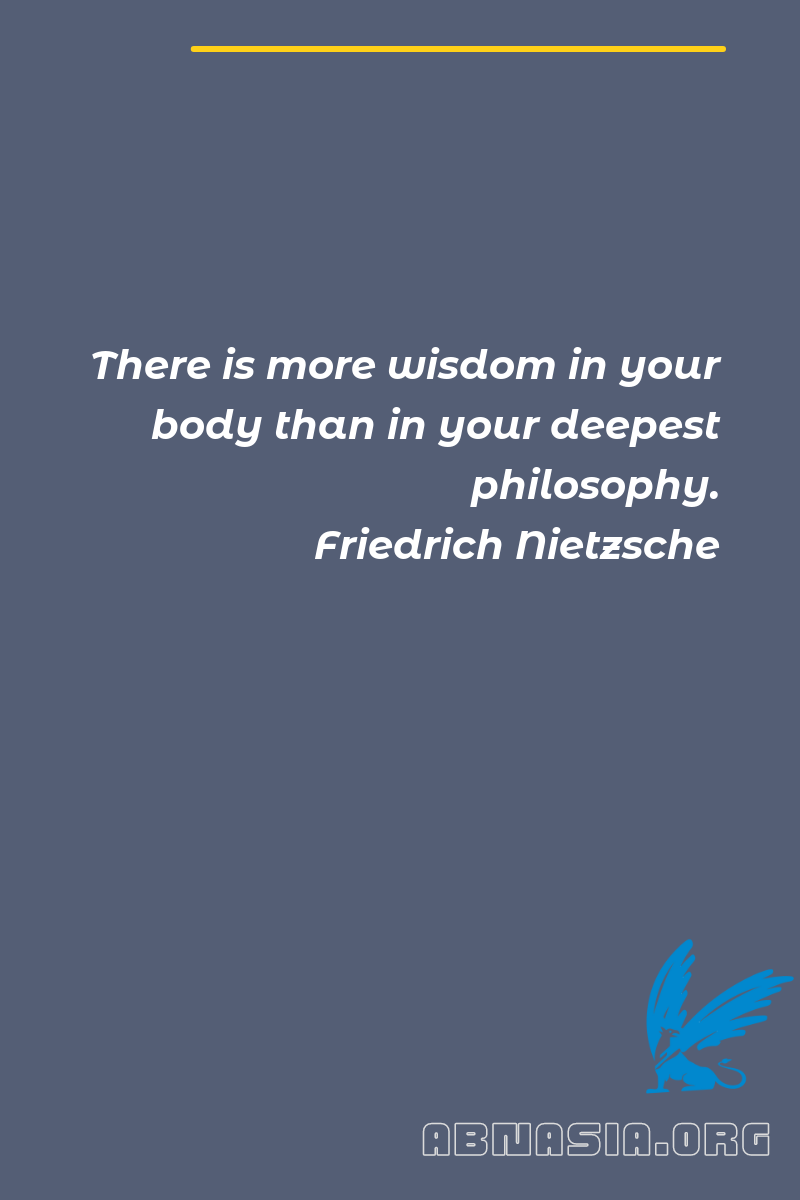 There is more wisdom in your
body than in your deepest
philosophy.
Friedrich Nietzsche
ABNASIA.ORG